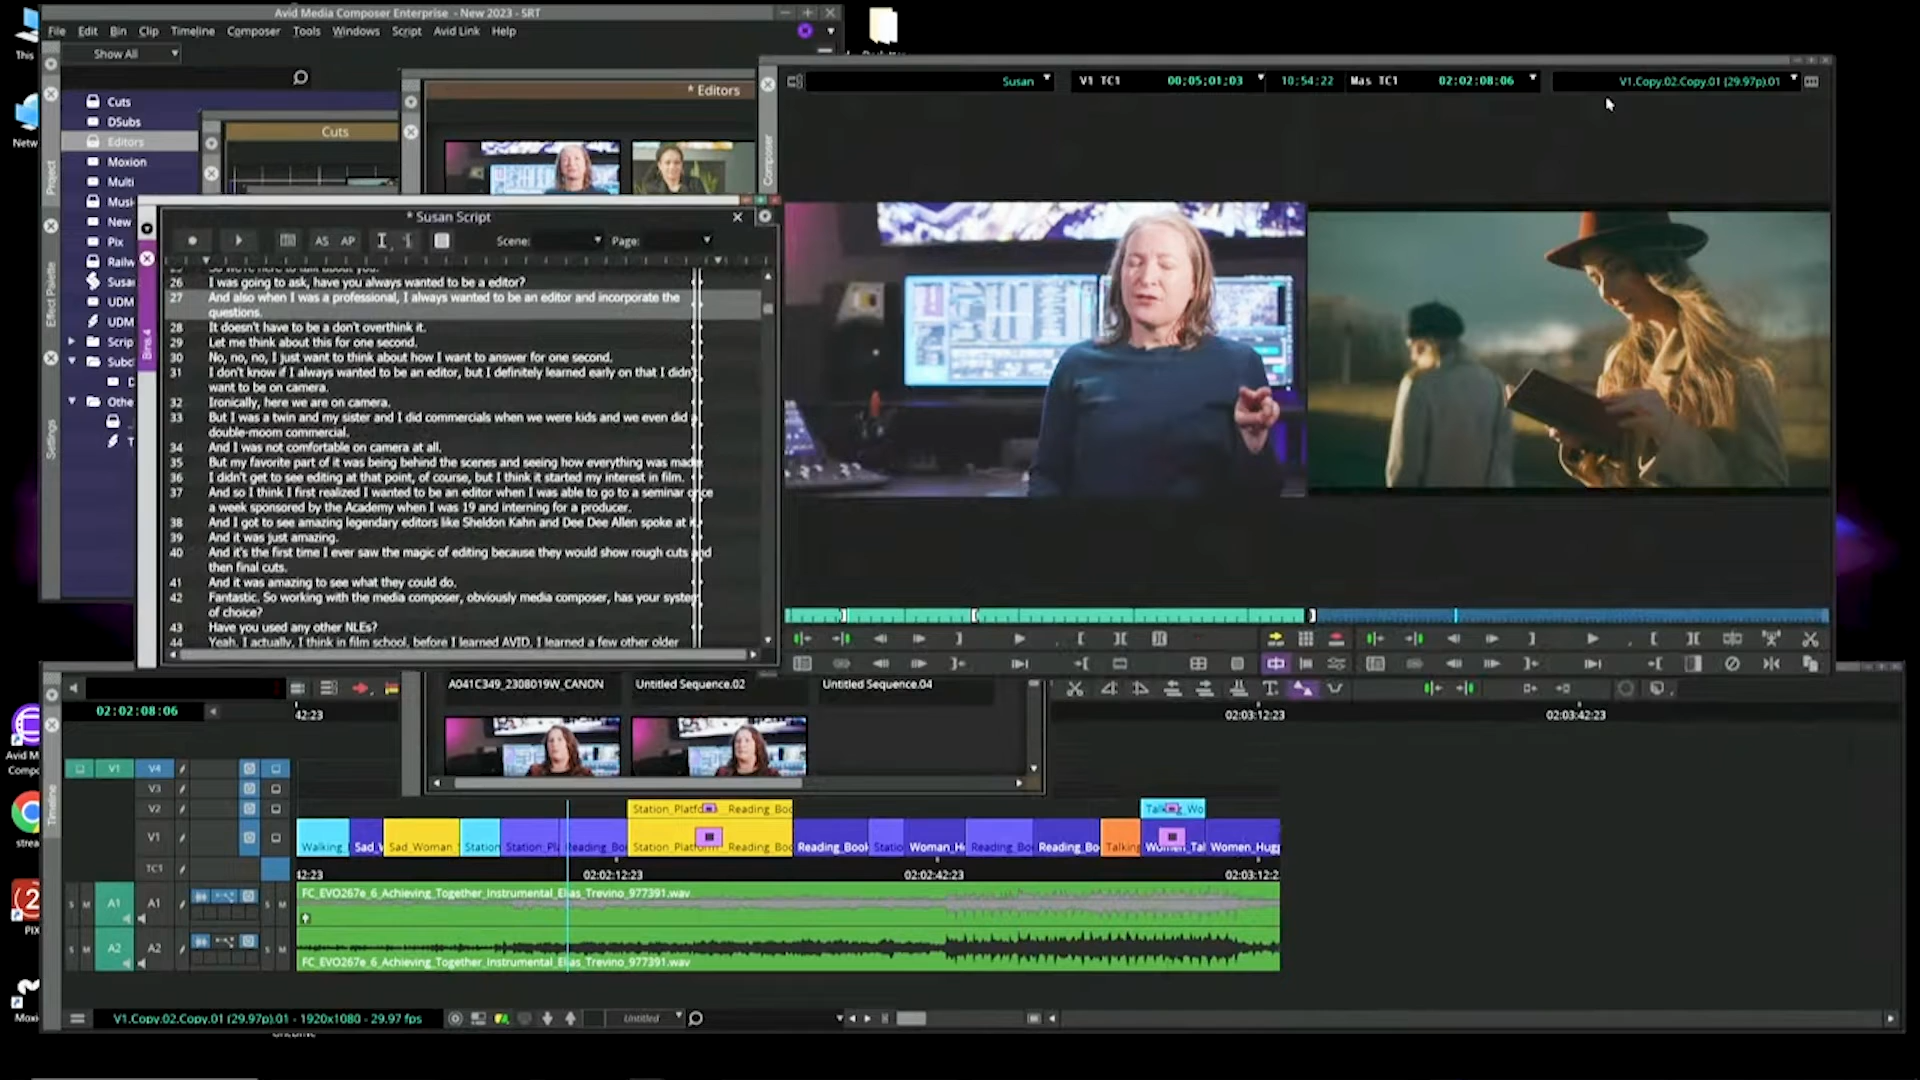 Avid Media Composer Enterprise - New 2023 - SRT
File Edit Bin Clip Timeline Composer Tools Windows Script Avid Link Help
This
Show All
Netw
Project
Effect Palette
Settings
Cuts
DSubs
Editors
Moxion
Multi
New
Pix
UDM
UDM
Cuts
* Editors
Composer
Susan
V1 TC1
00;05;01;03
10;54;22
Mas TC1
02:02:08:06
V1.Copy.02.Copy.01 (29.97p).01
* Susan Script
Bins.4
AS AP
Scene:
Page:
So we're here to talk about you.
26 I was going to ask, have you always wanted to be a editor?
27 And also when I was a professional, I always wanted to be an editor and incorporate the
questions.
28 It doesn't have to be a don't overthink it.
29 Let me think about this for one second.
30 No, no, no, I just want to think about how I want to answer for one second.
31 I don't know if I always wanted to be an editor, but I definitely learned early on that I didn'
want to be on camera.
32 Ironically, here we are on camera.
33 But I was a twin and my sister and I did commercials when we were kids and we even did
double-moom commercial.
34 And I was not comfortable on camera at all.
35 But my favorite part of it was being behind the scenes and seeing how everything was made
36 I didn't get to see editing at that point, of course, but I think it started my interest in film.
37 And so I think I first realized I wanted to be an editor when I was able to go to a seminar once
a week sponsored by the Academy when I was 19 and interning for a producer.
38 And I got to see amazing legendary editors like Sheldon Kahn and Dee Dee Allen spoke at
39 And it was just amazing.
40 And it's the first time I ever saw the magic of editing because they would show rough cuts and
then final cuts.
41 And it was amazing to see what they could do.
42 Fantastic. So working with the media composer, obviously media composer, has your system
of choice?
43 Have you used any other NLEs?
44 Yeah. I actually, I think in film school, before I learned AVID, I learned a few other older
A041C349_2308019W_CANON
Untitled Sequence.02
Untitled Sequence.04
Avid M
Compo
strea
PIX
Moxi
Timeline
02:02:08:06
42:23
02:03:12:23
02:03:42:23
V1 V4
V3
V2
V1
TC1
Station_Platfo Reading_Boo
Walking_ Sad_ Sad_Woman_ Station Station_Pla Reading_Boo Station_Platform Reading_Boo Reading_Book Statio Woman_H Reading_Boo Reading_Bo Talking Women_Tal Women_Hugg
42:23
02:02:12:23
02:02:42:23
02:03:12:2
S M A1 A1 S M
FC_EVO267e_6_Achieving_Together_Instrumental_Elias_Trevino_977391.wav
S M A2 A2 S M
FC_EVO267e_6_Achieving_Together_Instrumental_Elias_Trevino_977391.wav
V1.Copy.02.Copy.01 (29.97p).01 - 1920x1080 - 29.97 fps
Untitled